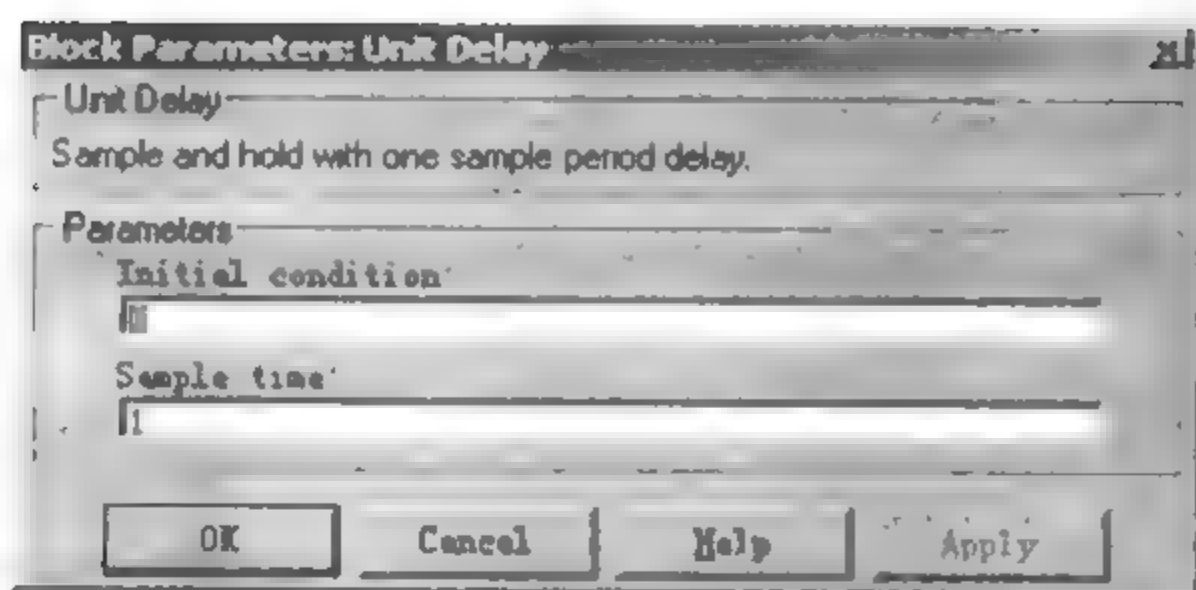 Block Parameters: Unit Delay
Unit Delay
Sample and hold with one sample period delay.
Parameters
Initial condition:
Sample time:
1
OK
Cancel
Help
Apply